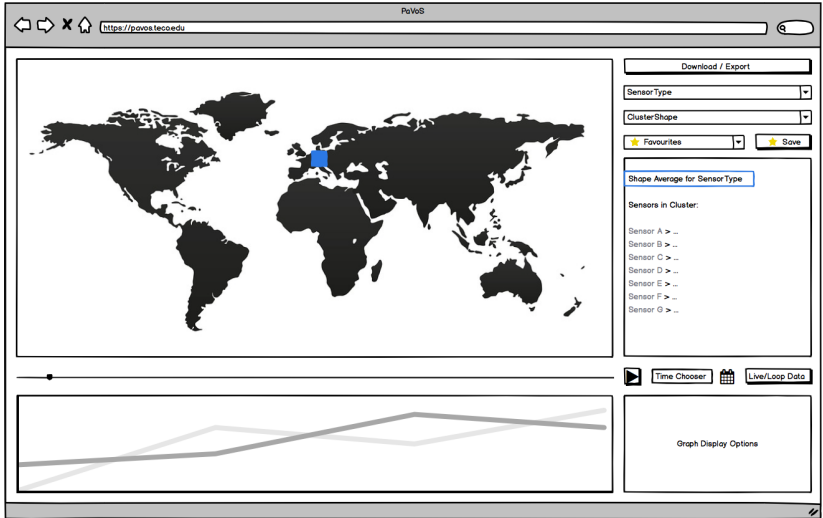 PaVoS
https://pavos.teco.edu
Download / Export
SensorType
ClusterShape
Favourites
Save
Shape Average for SensorType
Sensors in Cluster:
Sensor A > ...
Sensor B > ...
Sensor C > ...
Sensor D > ...
Sensor E > ...
Sensor F > ...
Sensor G > ...
Time Chooser
Live/Loop Data
Graph Display Options